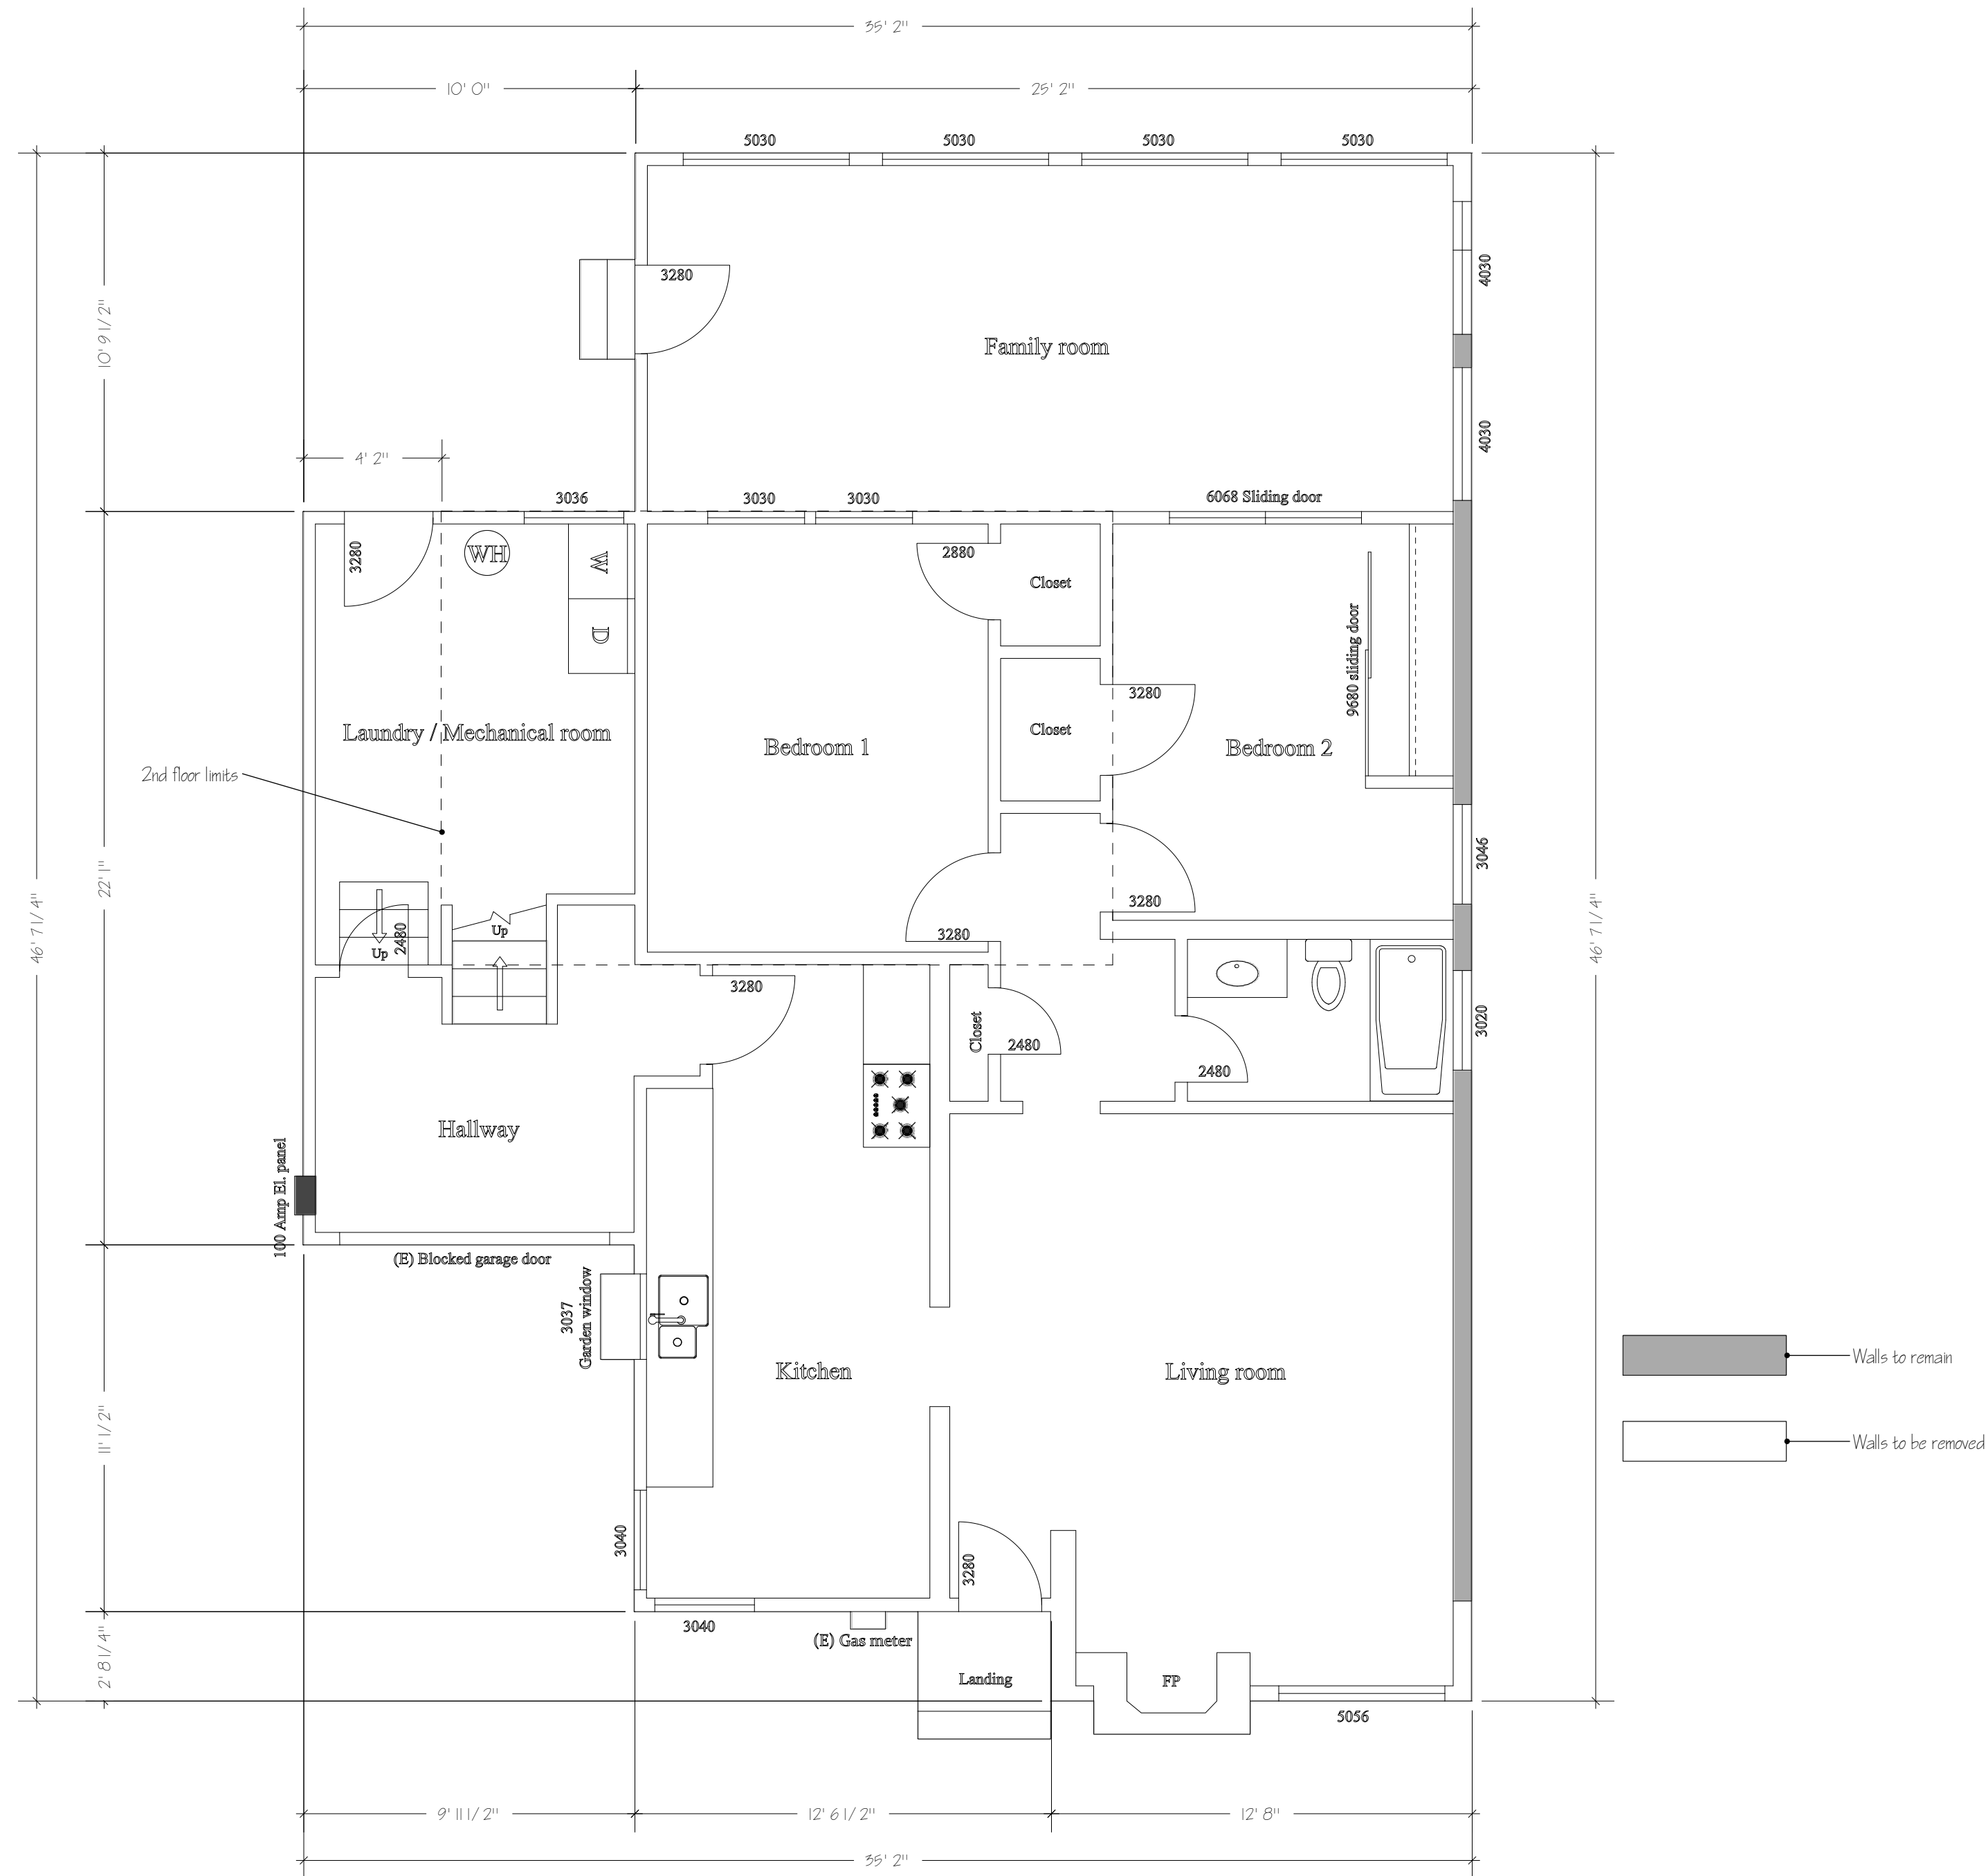 35' 2"
10' 0"
25' 2"
5030
5030
5030
5030
3280
4030
10' 9 1/2"
Family room
4030
4' 2"
3036
3030
3030
6068 Sliding door
3280
WH
W
2880
Closet
D
9680 sliding door
3280
Laundry / Mechanical room
Bedroom 1
Closet
Bedroom 2
2nd floor limits
22' 1"
3046
46' 7 1/4"
46' 7 1/4"
3280
Up
2480
Up
3280
3280
Closet
2480
3020
2480
Hallway
100 Amp El. panel
(E) Blocked garage door
3037
Garden window
Kitchen
Living room
Walls to remain
Walls to be removed
11' 1/2"
3040
3280
3040
(E) Gas meter
2' 8 1/4"
Landing
FP
5056
9' 11 1/2"
12' 6 1/2"
12' 8"
35' 2"